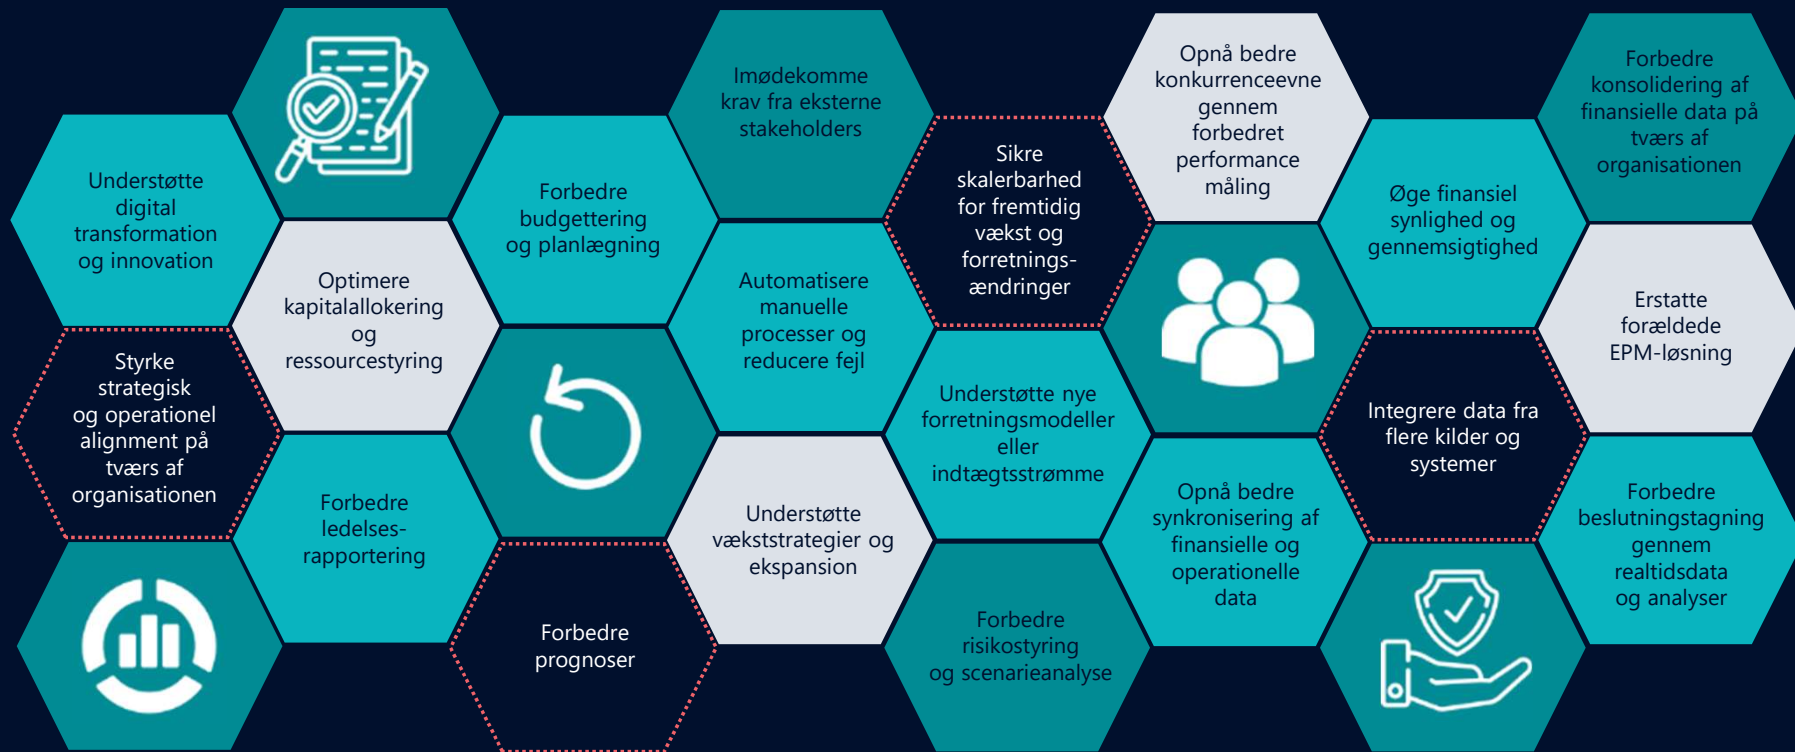 Understøtte
digital
transformation
og innovation
Styrke
strategisk
og operationel
alignment på
tværs af
organisationen
Optimere
kapitalallokering
og
ressourcestyring
Forbedre
ledelses-
rapportering
Forbedre
budgettering
og planlægning
Forbedre
prognoser
Imødekomme
krav fra eksterne
stakeholders
Automatisere
manuelle
processer og
reducere fejl
Understøtte
vækststrategier og
ekspansion
Sikre
skalerbarhed
for fremtidig
vækst og
forretnings-
ændringer
Understøtte nye
forretningsmodeller
eller
indtægtsstrømme
Forbedre
risikostyring
og scenarieanalyse
Opnå bedre
konkurrenceevne
gennem
forbedret
performance
måling
Opnå bedre
synkronisering af
finansielle og
operationelle
data
Øge finansiel
synlighed og
gennemsigtighed
Integrere data fra
flere kilder og
systemer
Forbedre
konsolidering af
finansielle data på
tværs af
organisationen
Erstatte
forældede
EPM-løsning
Forbedre
beslutningstagning
gennem
realtidsdata
og analyser